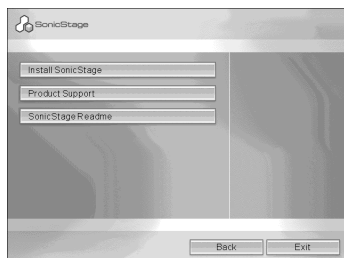 SonicStage
Install SonicStage
Product Support
SonicStage Readme
Back
Exit